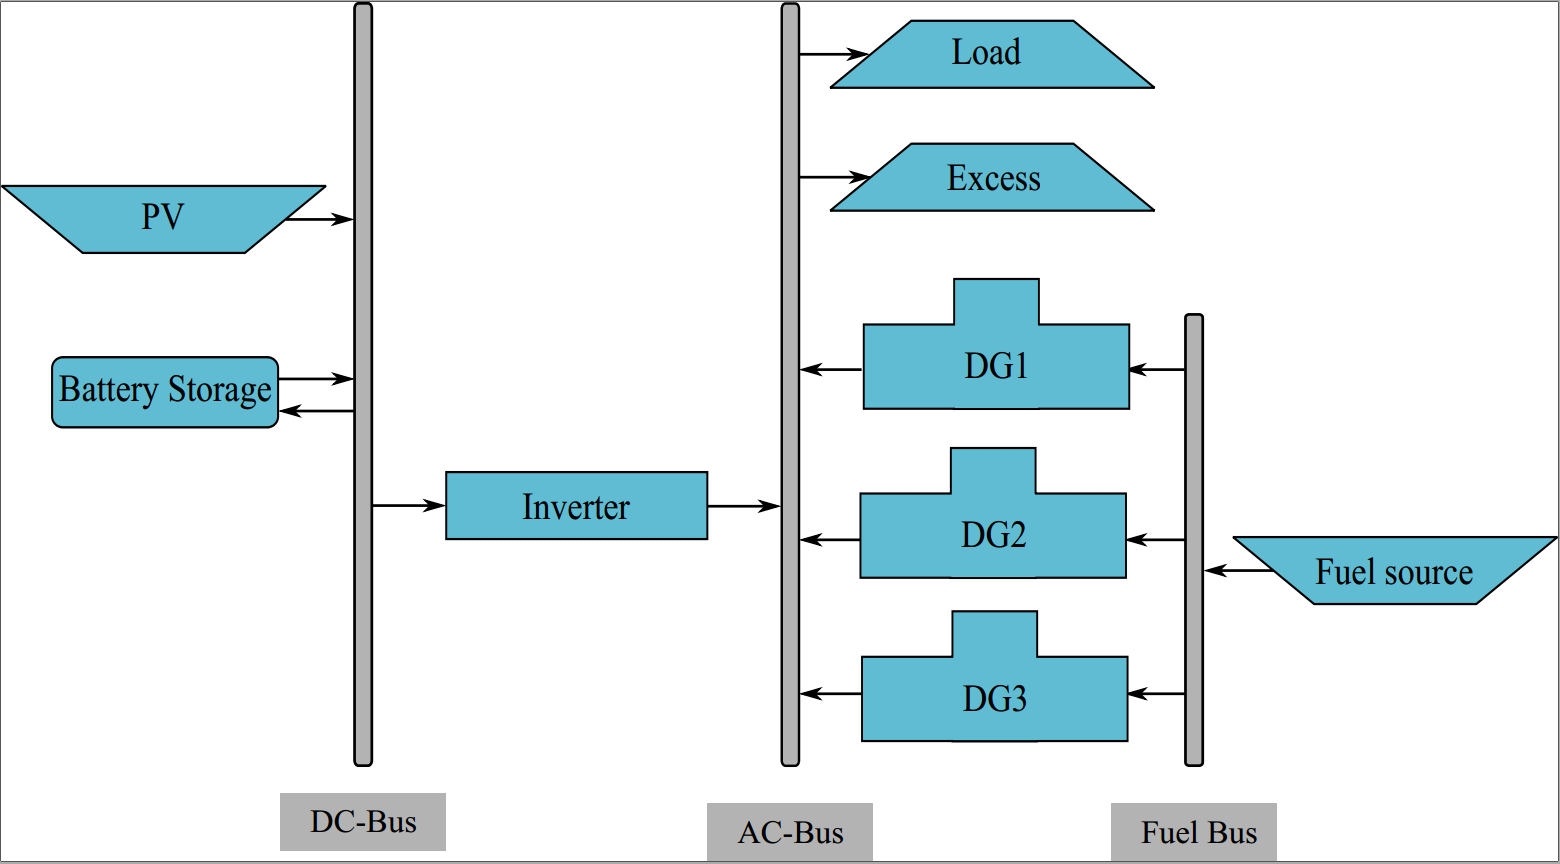 Load
Excess
PV
DG1
Battery Storage
Inverter
DG2
Fuel source
DG3
DC-Bus
AC-Bus
Fuel Bus